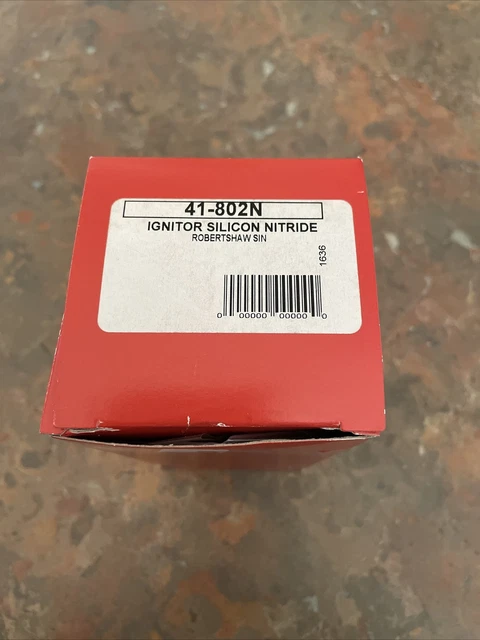 41-802N
IGNITOR SILICON NITRIDE
ROBERTSHAW SIN
1636
0 00000 00000 0